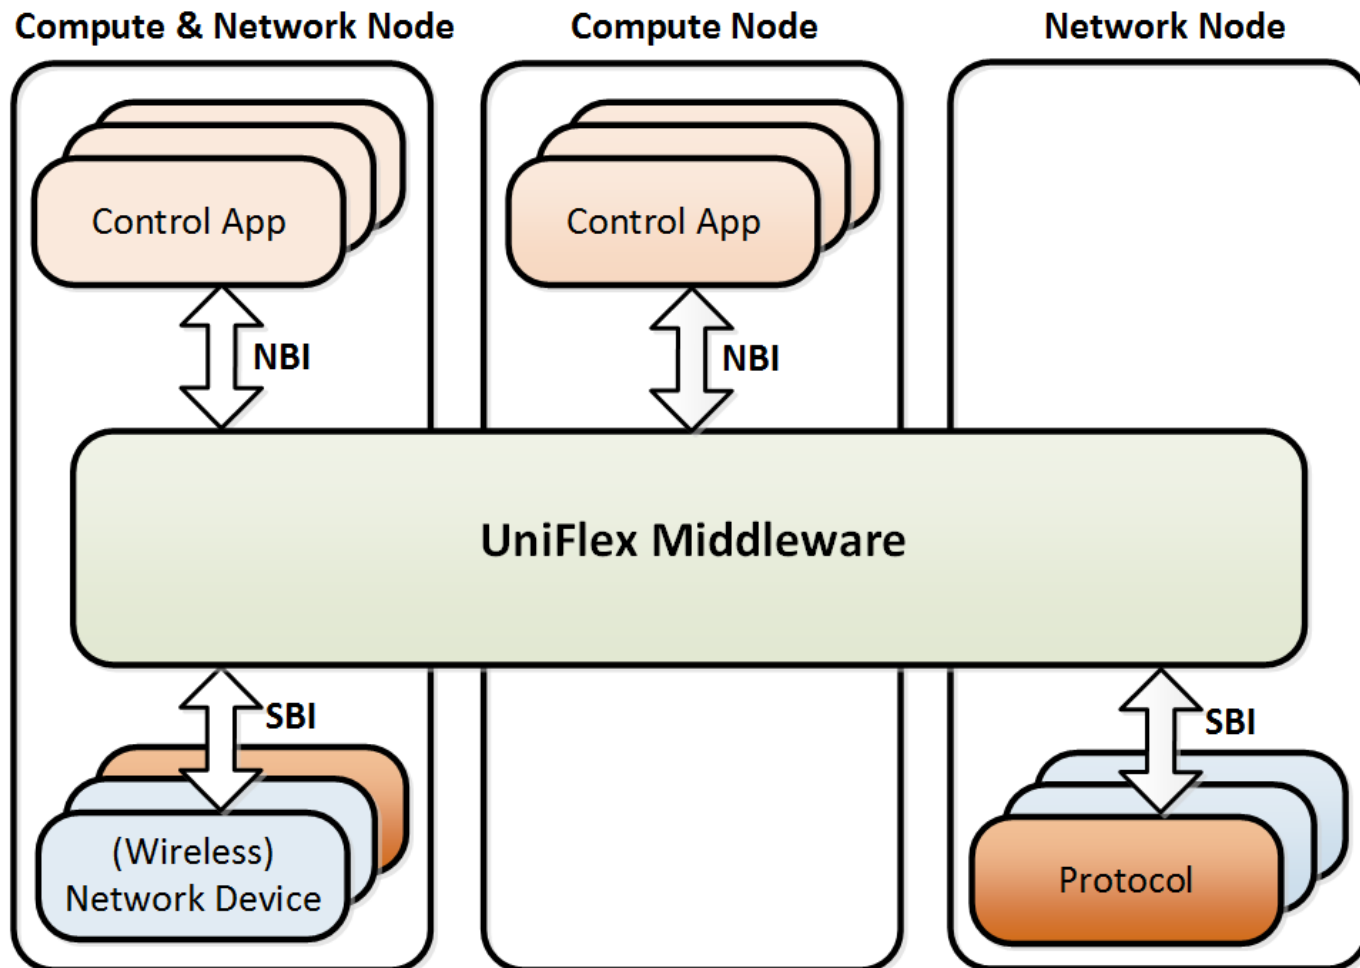 Compute & Network Node
Compute Node
Network Node
Control App
Control App
NBI
NBI
UniFlex Middleware
SBI
SBI
(Wireless)
Network Device
Protocol